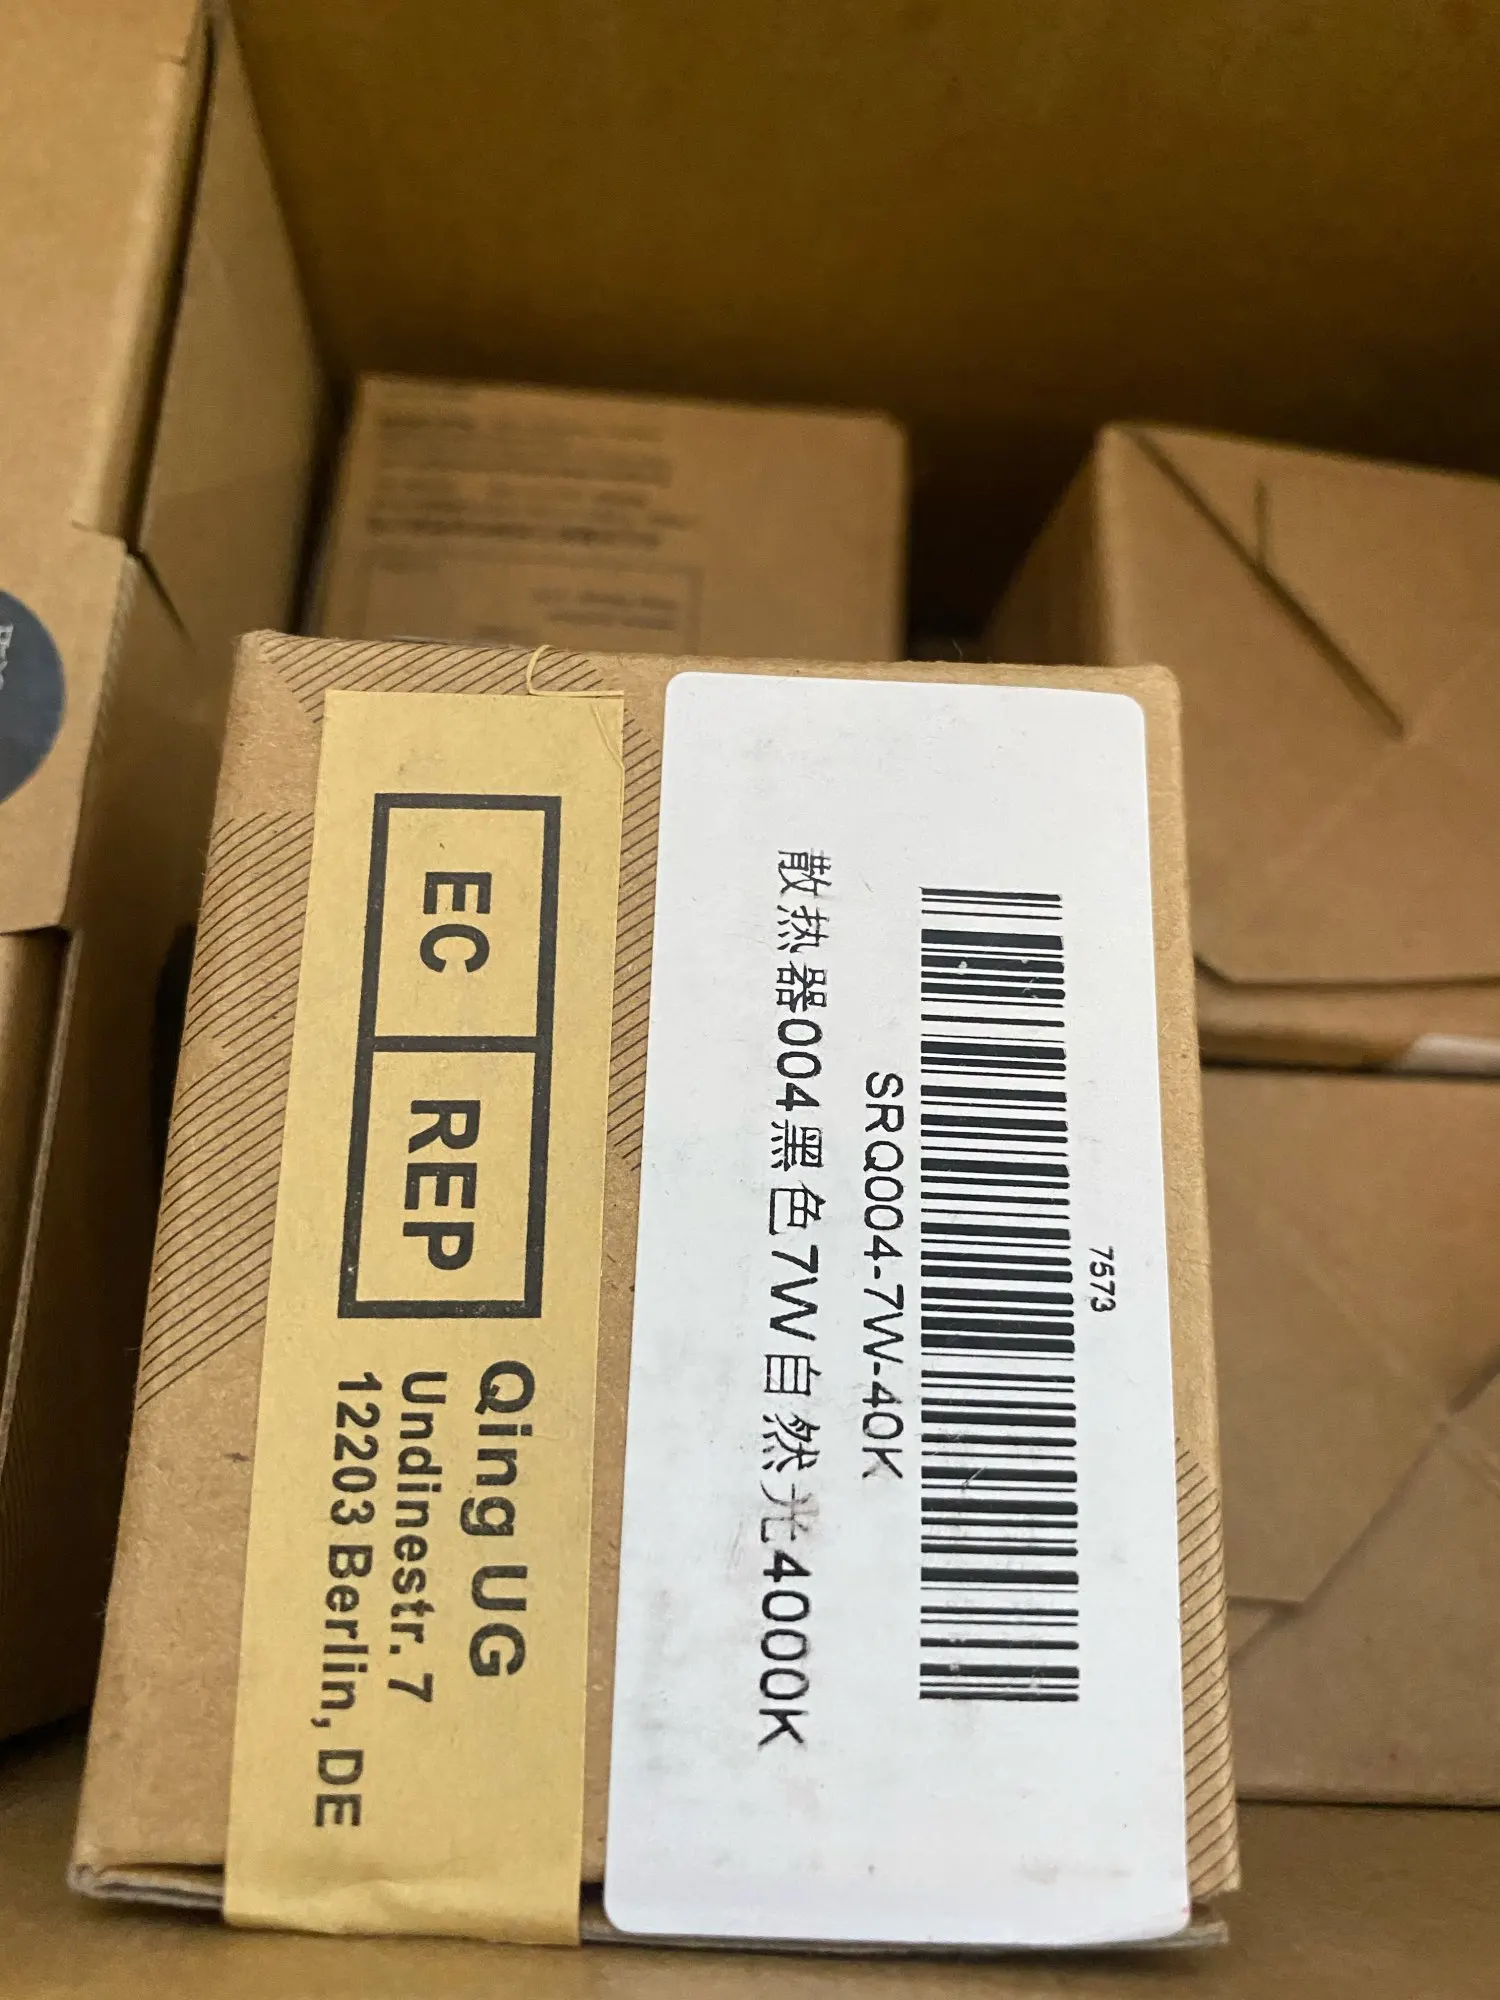 7573
SRQ004-7W-40K
散热器004黑色7W自然光4000K
EC REP
Qing UG
Undinestr. 7
12203 Berlin, DE